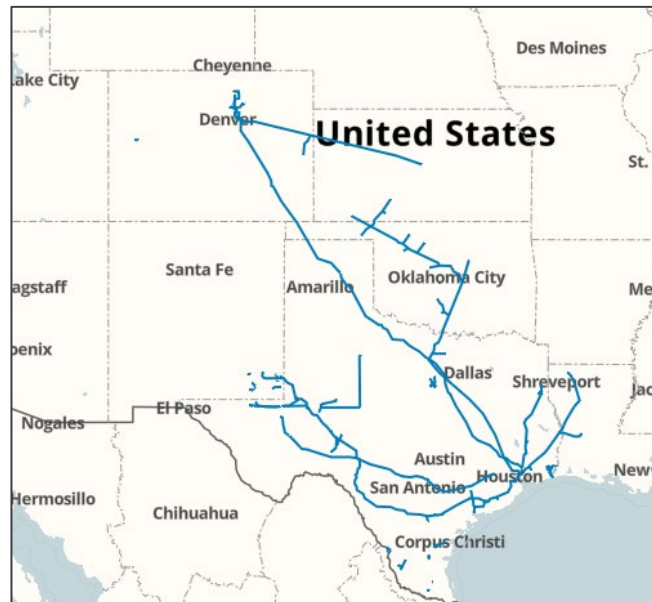 Des Moines
Cheyenne
ake City
Denver
United States
St.
Santa Fe
Amarillo
Oklahoma City
agstaff
Me
oenix
Dallas
Shreveport
Jac
El Paso
Nogales
Austin
Houston
New
San Antonio
Hermosillo
Chihuahua
Corpus Christi